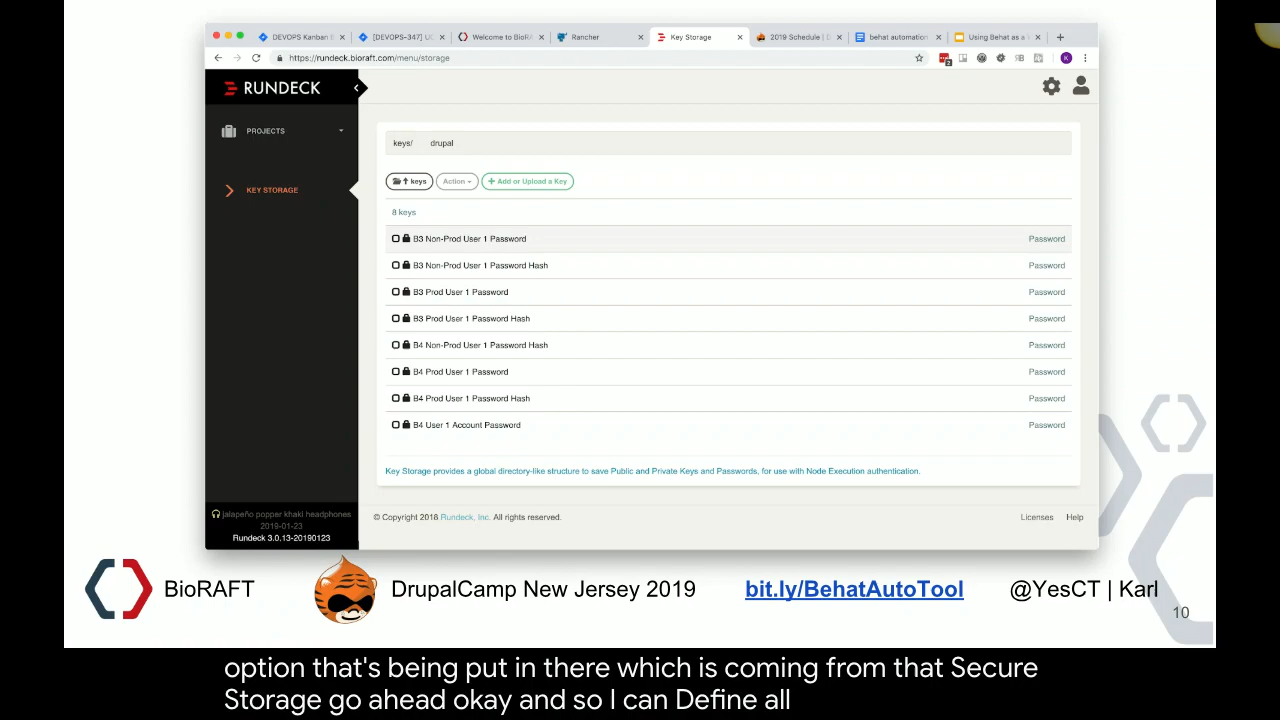 DEVOPS Kanban
[DEVOPS-347] U
Welcome to BioR
Rancher
Key Storage
2019 Schedule | D
behat automation
Using Behat as a
https://rundeck.bioraft.com/menu/storage
RUNDECK
PROJECTS
KEY STORAGE
keys/ drupal
keys Action + Add or Upload a Key
8 keys
B3 Non-Prod User 1 Password Password
B3 Non-Prod User 1 Password Hash Password
B3 Prod User 1 Password Password
B3 Prod User 1 Password Hash Password
B4 Non-Prod User 1 Password Hash Password
B4 Prod User 1 Password Password
B4 Prod User 1 Password Hash Password
B4 User 1 Account Password Password
Key Storage provides a global directory-like structure to save Public and Private Keys and Passwords, for use with Node Execution authentication.
jalapeño popper khaki headphones
2019-01-23
Rundeck 3.0.13-20190123
© Copyright 2018 Rundeck, Inc. All rights reserved. Licenses Help
BioRAFT DrupalCamp New Jersey 2019 bit.ly/BehatAutoTool @YesCT | Karl
10
option that's being put in there which is coming from that Secure
Storage go ahead okay and so I can Define all